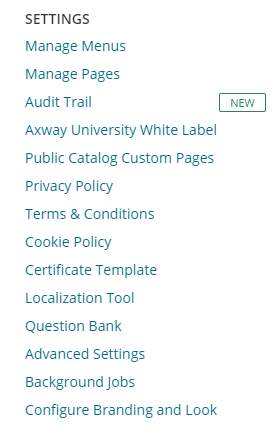 SETTINGS
Manage Menus
Manage Pages
Audit Trail NEW
Axway University White Label
Public Catalog Custom Pages
Privacy Policy
Terms & Conditions
Cookie Policy
Certificate Template
Localization Tool
Question Bank
Advanced Settings
Background Jobs
Configure Branding and Look